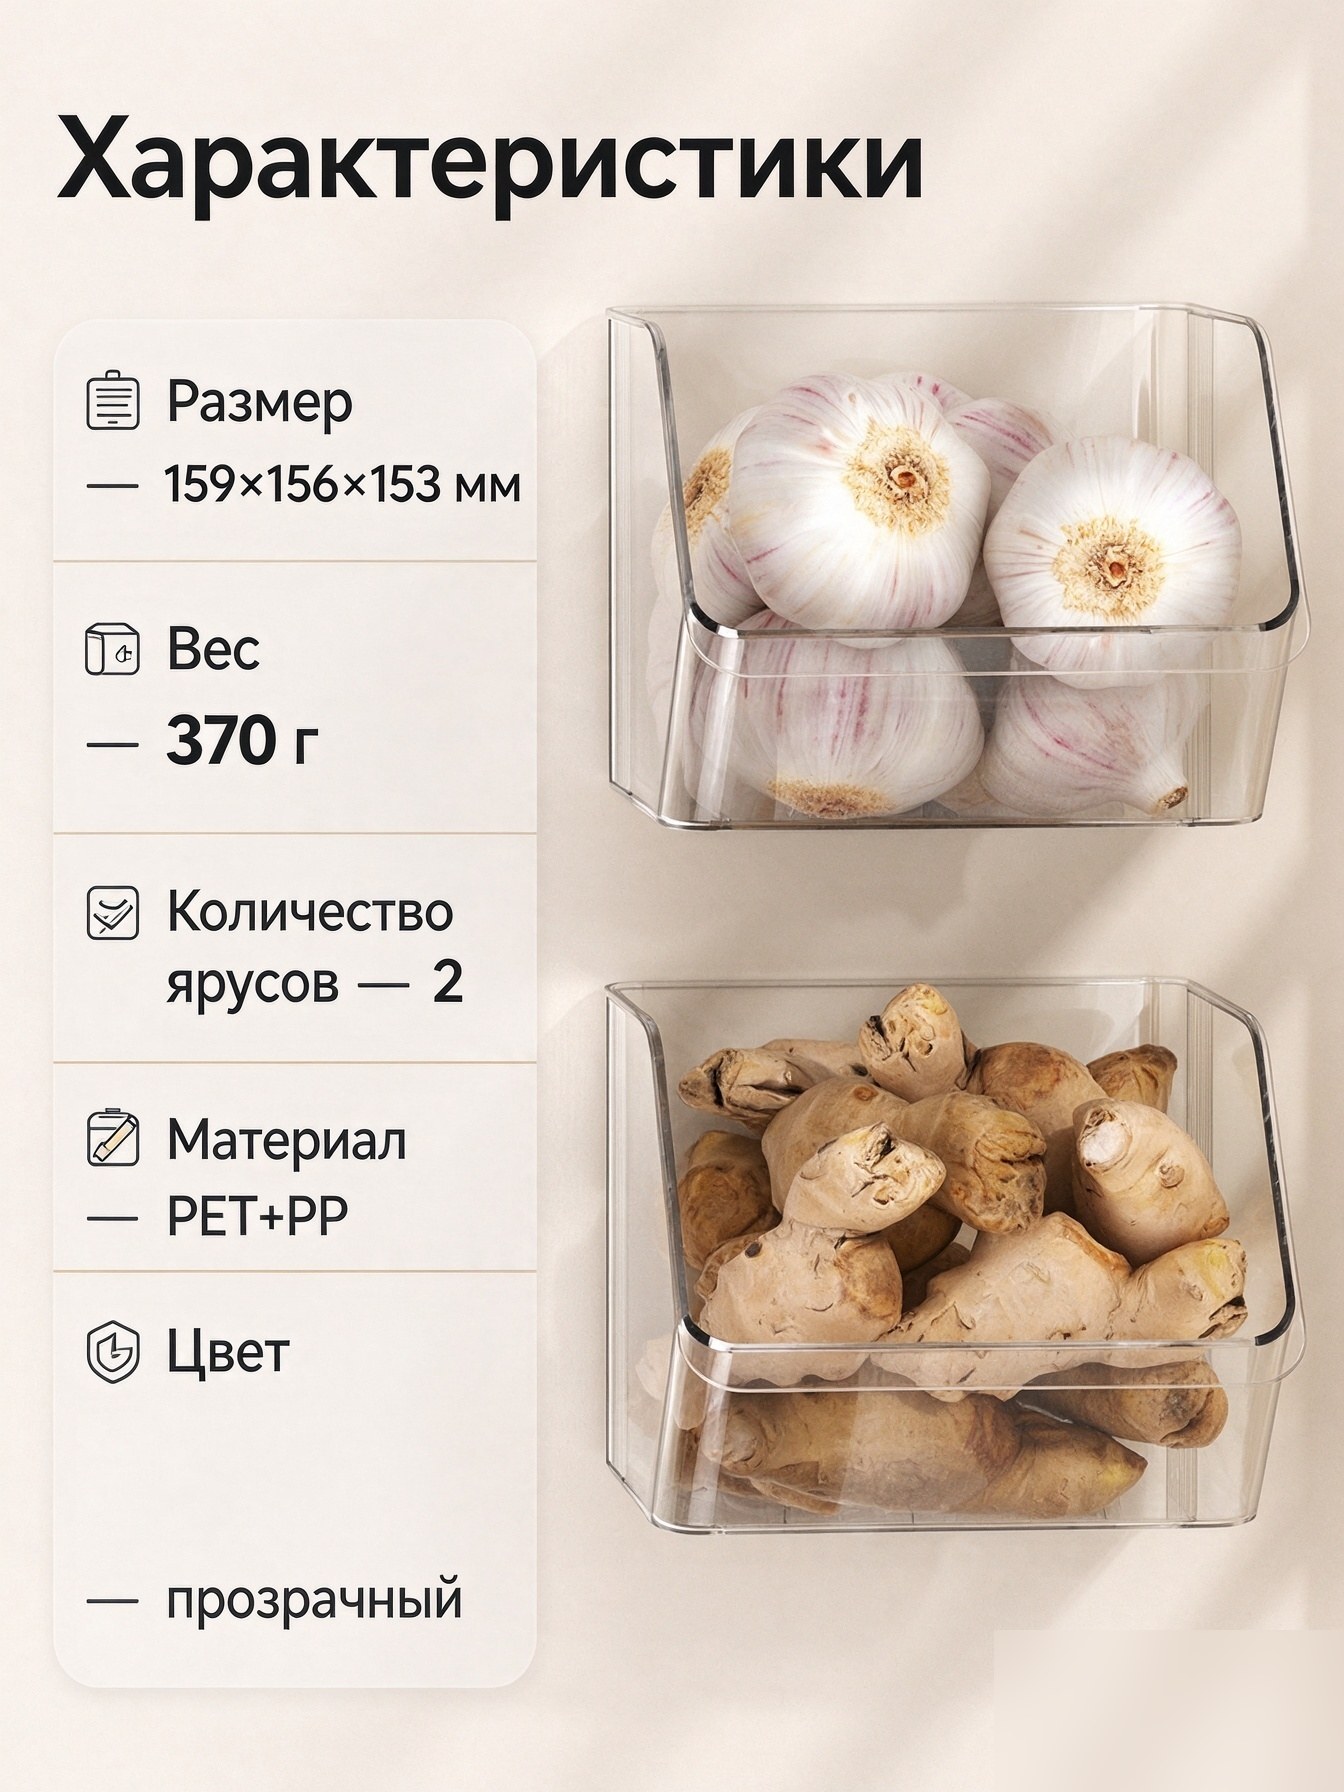 Характеристики
Размер
— 159×156×153 мм
Вес
— 370 г
Количество
ярусов — 2
Материал
— PET+PP
Цвет
— прозрачный